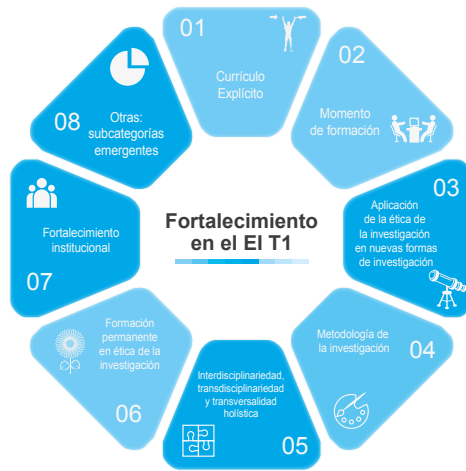 01
Currículo
Explícito
02
Momento
de formación
03
Aplicación
de la ética de
la investigación
en nuevas formas
de investigación
Metodología de
la investigación
04
Interdisciplinariedad,
transdisciplinariedad
y transversalidad
holística
05
Formación
permanente
en ética de la
investigación
06
Fortalecimiento
institucional
07
08
Otras:
subcategorías
emergentes
Fortalecimiento
en el EI T1